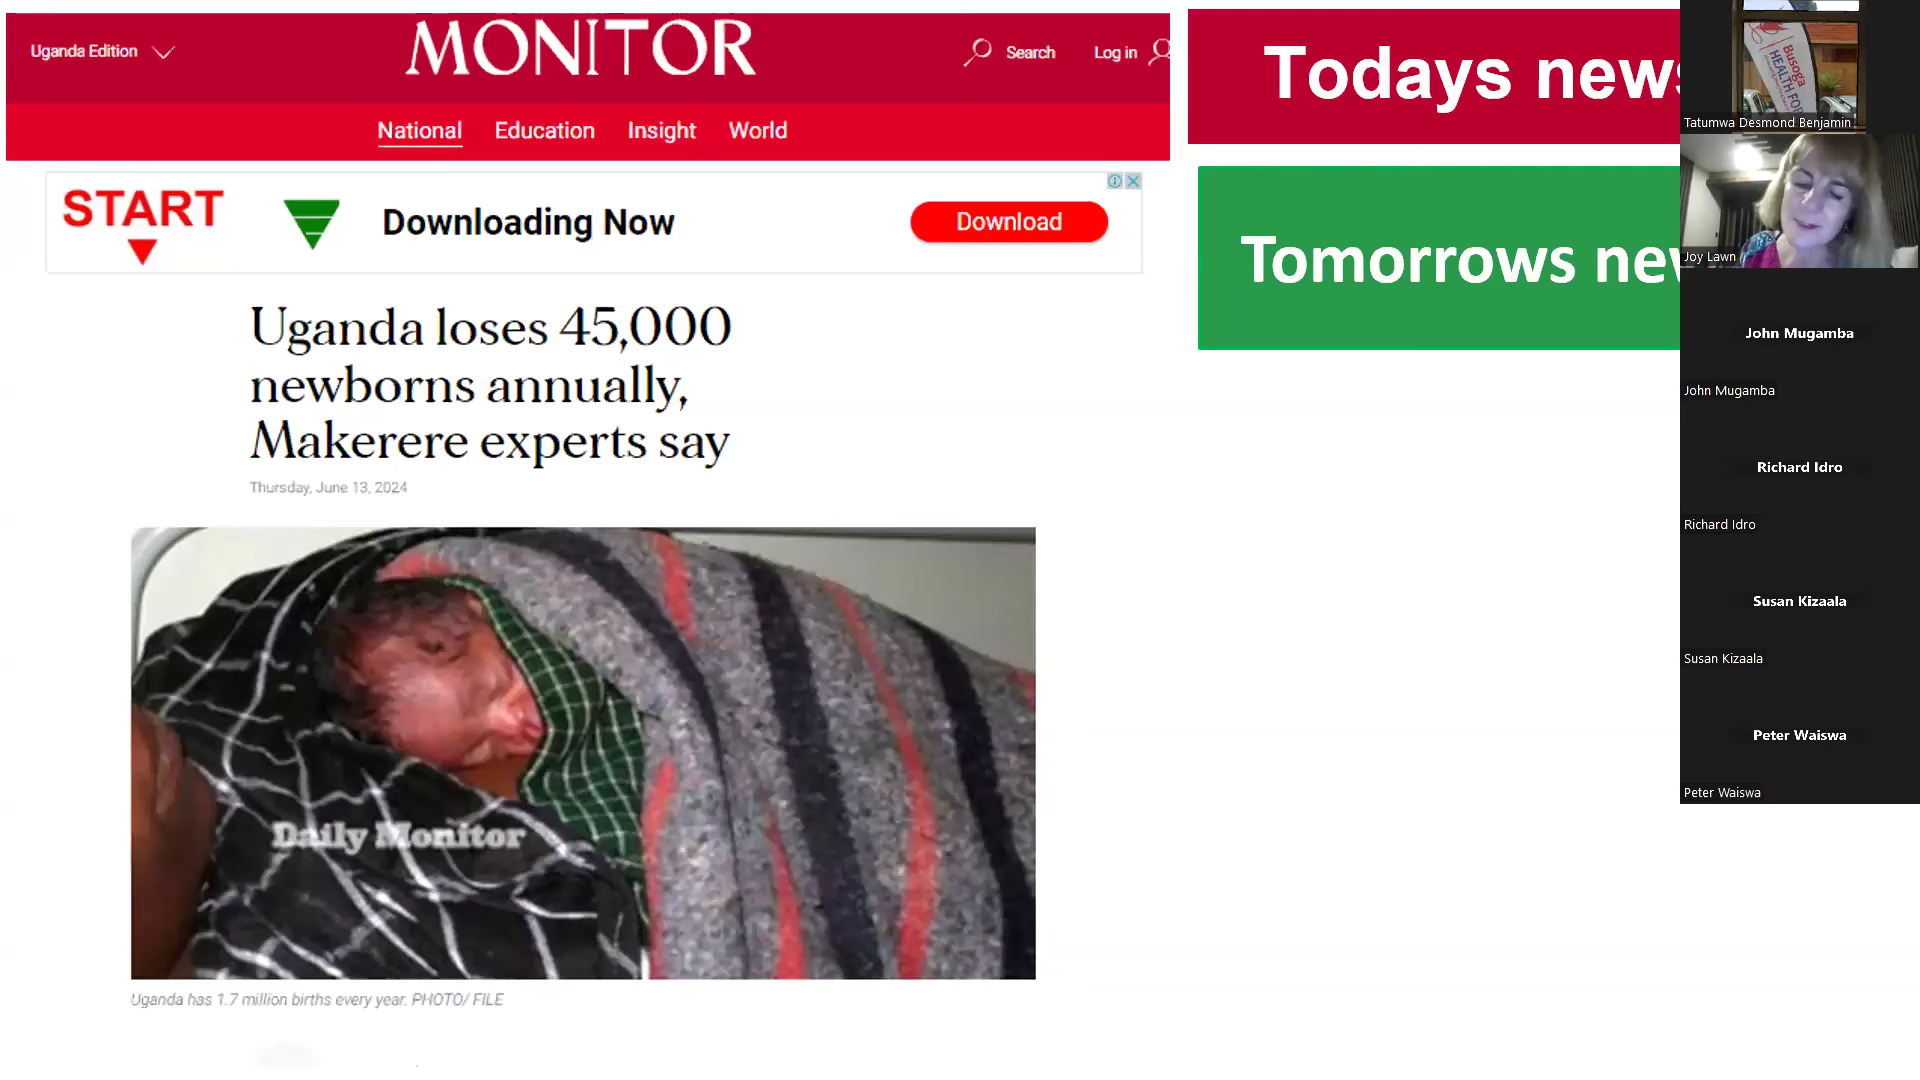 Uganda Edition
MONITOR
Search
Log in
National Education Insight World
START
Downloading Now
Download
Uganda loses 45,000
newborns annually,
Makerere experts say
Thursday, June 13, 2024
Daily Monitor
Uganda has 1.7 million births every year. PHOTO/ FILE
Todays news
Tomorrows
Busoga
HEALTH
Tatumwa Desmond Benjamin
Joy Lawn
John Mugamba
John Mugamba
Richard Idro
Richard Idro
Susan Kizaala
Susan Kizaala
Peter Waiswa
Peter Waiswa